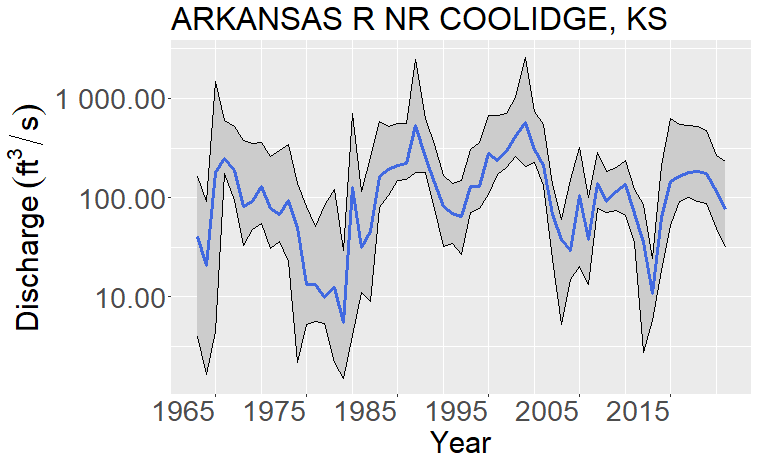 ARKANSAS R NR COOLIDGE, KS
Discharge (ft³/s)
1 000.00
100.00
10.00
1965 1975 1985 1995 2005 2015
Year